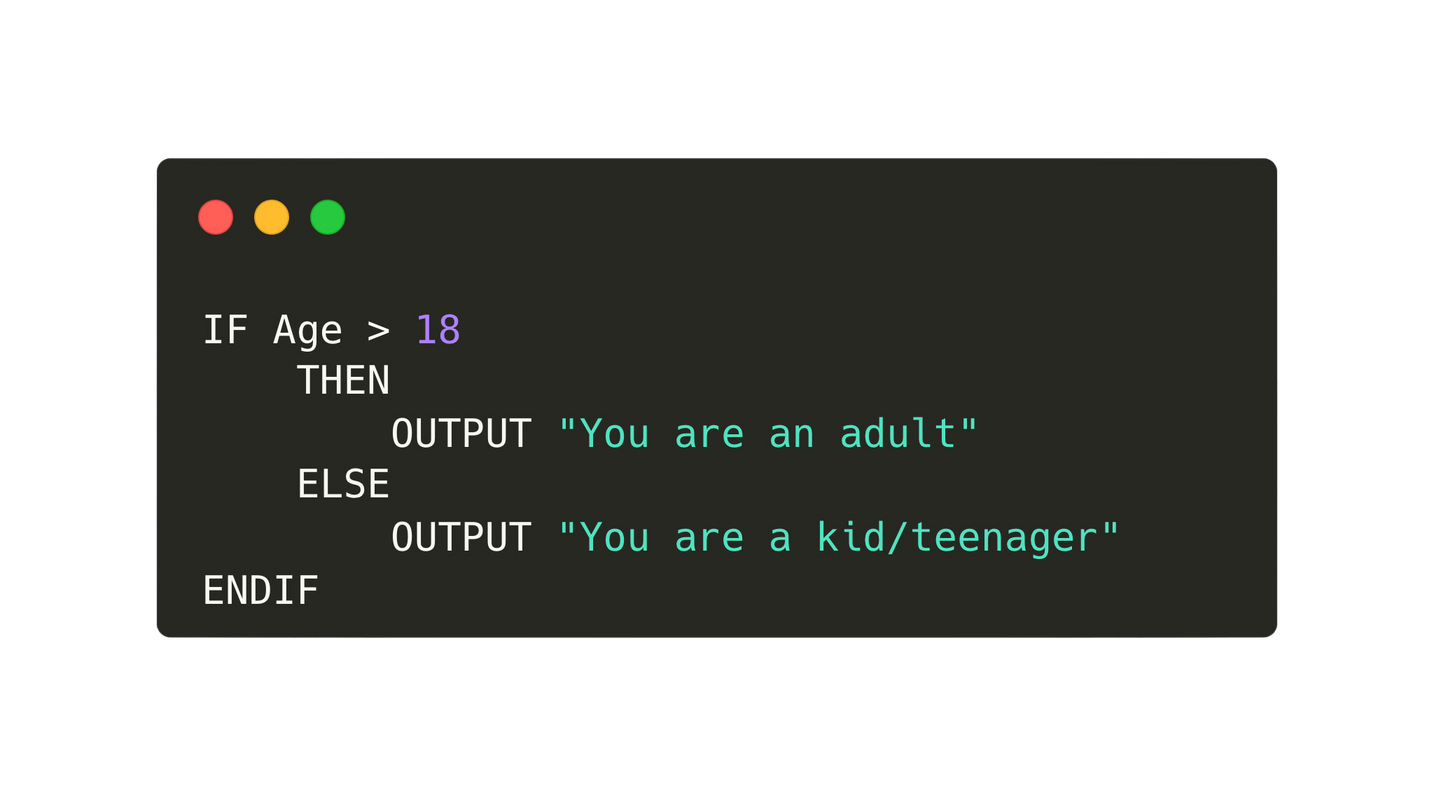 IF Age > 18
THEN
OUTPUT "You are an adult"
ELSE
OUTPUT "You are a kid/teenager"
ENDIF